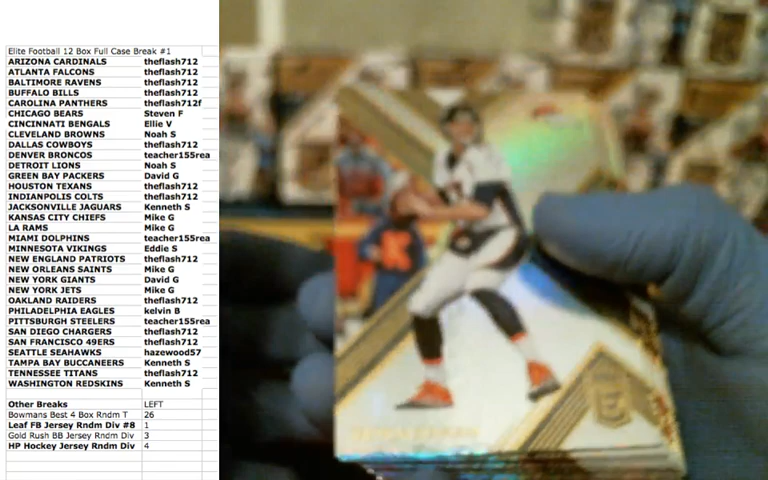 Elite Football 12 Box Full Case Break #1
ARIZONA CARDINALS theflash712
ATLANTA FALCONS theflash712
BALTIMORE RAVENS theflash712
BUFFALO BILLS theflash712
CAROLINA PANTHERS theflash712f
CHICAGO BEARS Steven F
CINCINNATI BENGALS Ellie V
CLEVELAND BROWNS Noah S
DALLAS COWBOYS theflash712
DENVER BRONCOS teacher155rea
DETROIT LIONS Noah S
GREEN BAY PACKERS David G
HOUSTON TEXANS theflash712
INDIANPOLIS COLTS theflash712
JACKSONVILLE JAGUARS Kenneth S
KANSAS CITY CHIEFS Mike G
LA RAMS Mike G
MIAMI DOLPHINS teacher155rea
MINNESOTA VIKINGS Eddie S
NEW ENGLAND PATRIOTS theflash712
NEW ORLEANS SAINTS Mike G
NEW YORK GIANTS David G
NEW YORK JETS Mike G
OAKLAND RAIDERS theflash712
PHILADELPHIA EAGLES kelvin B
PITTSBURGH STEELERS teacher155rea
SAN DIEGO CHARGERS theflash712
SAN FRANCISCO 49ERS theflash712
SEATTLE SEAHAWKS hazewood57
TAMPA BAY BUCCANEERS Kenneth S
TENNESSEE TITANS theflash712
WASHINGTON REDSKINS Kenneth S
Other Breaks LEFT
Bowmans Best 4 Box Rndm T 26
Leaf FB Jersey Rndm Div #8 1
Gold Rush BB Jersey Rndm Div 3
HP Hockey Jersey Rndm Div 4